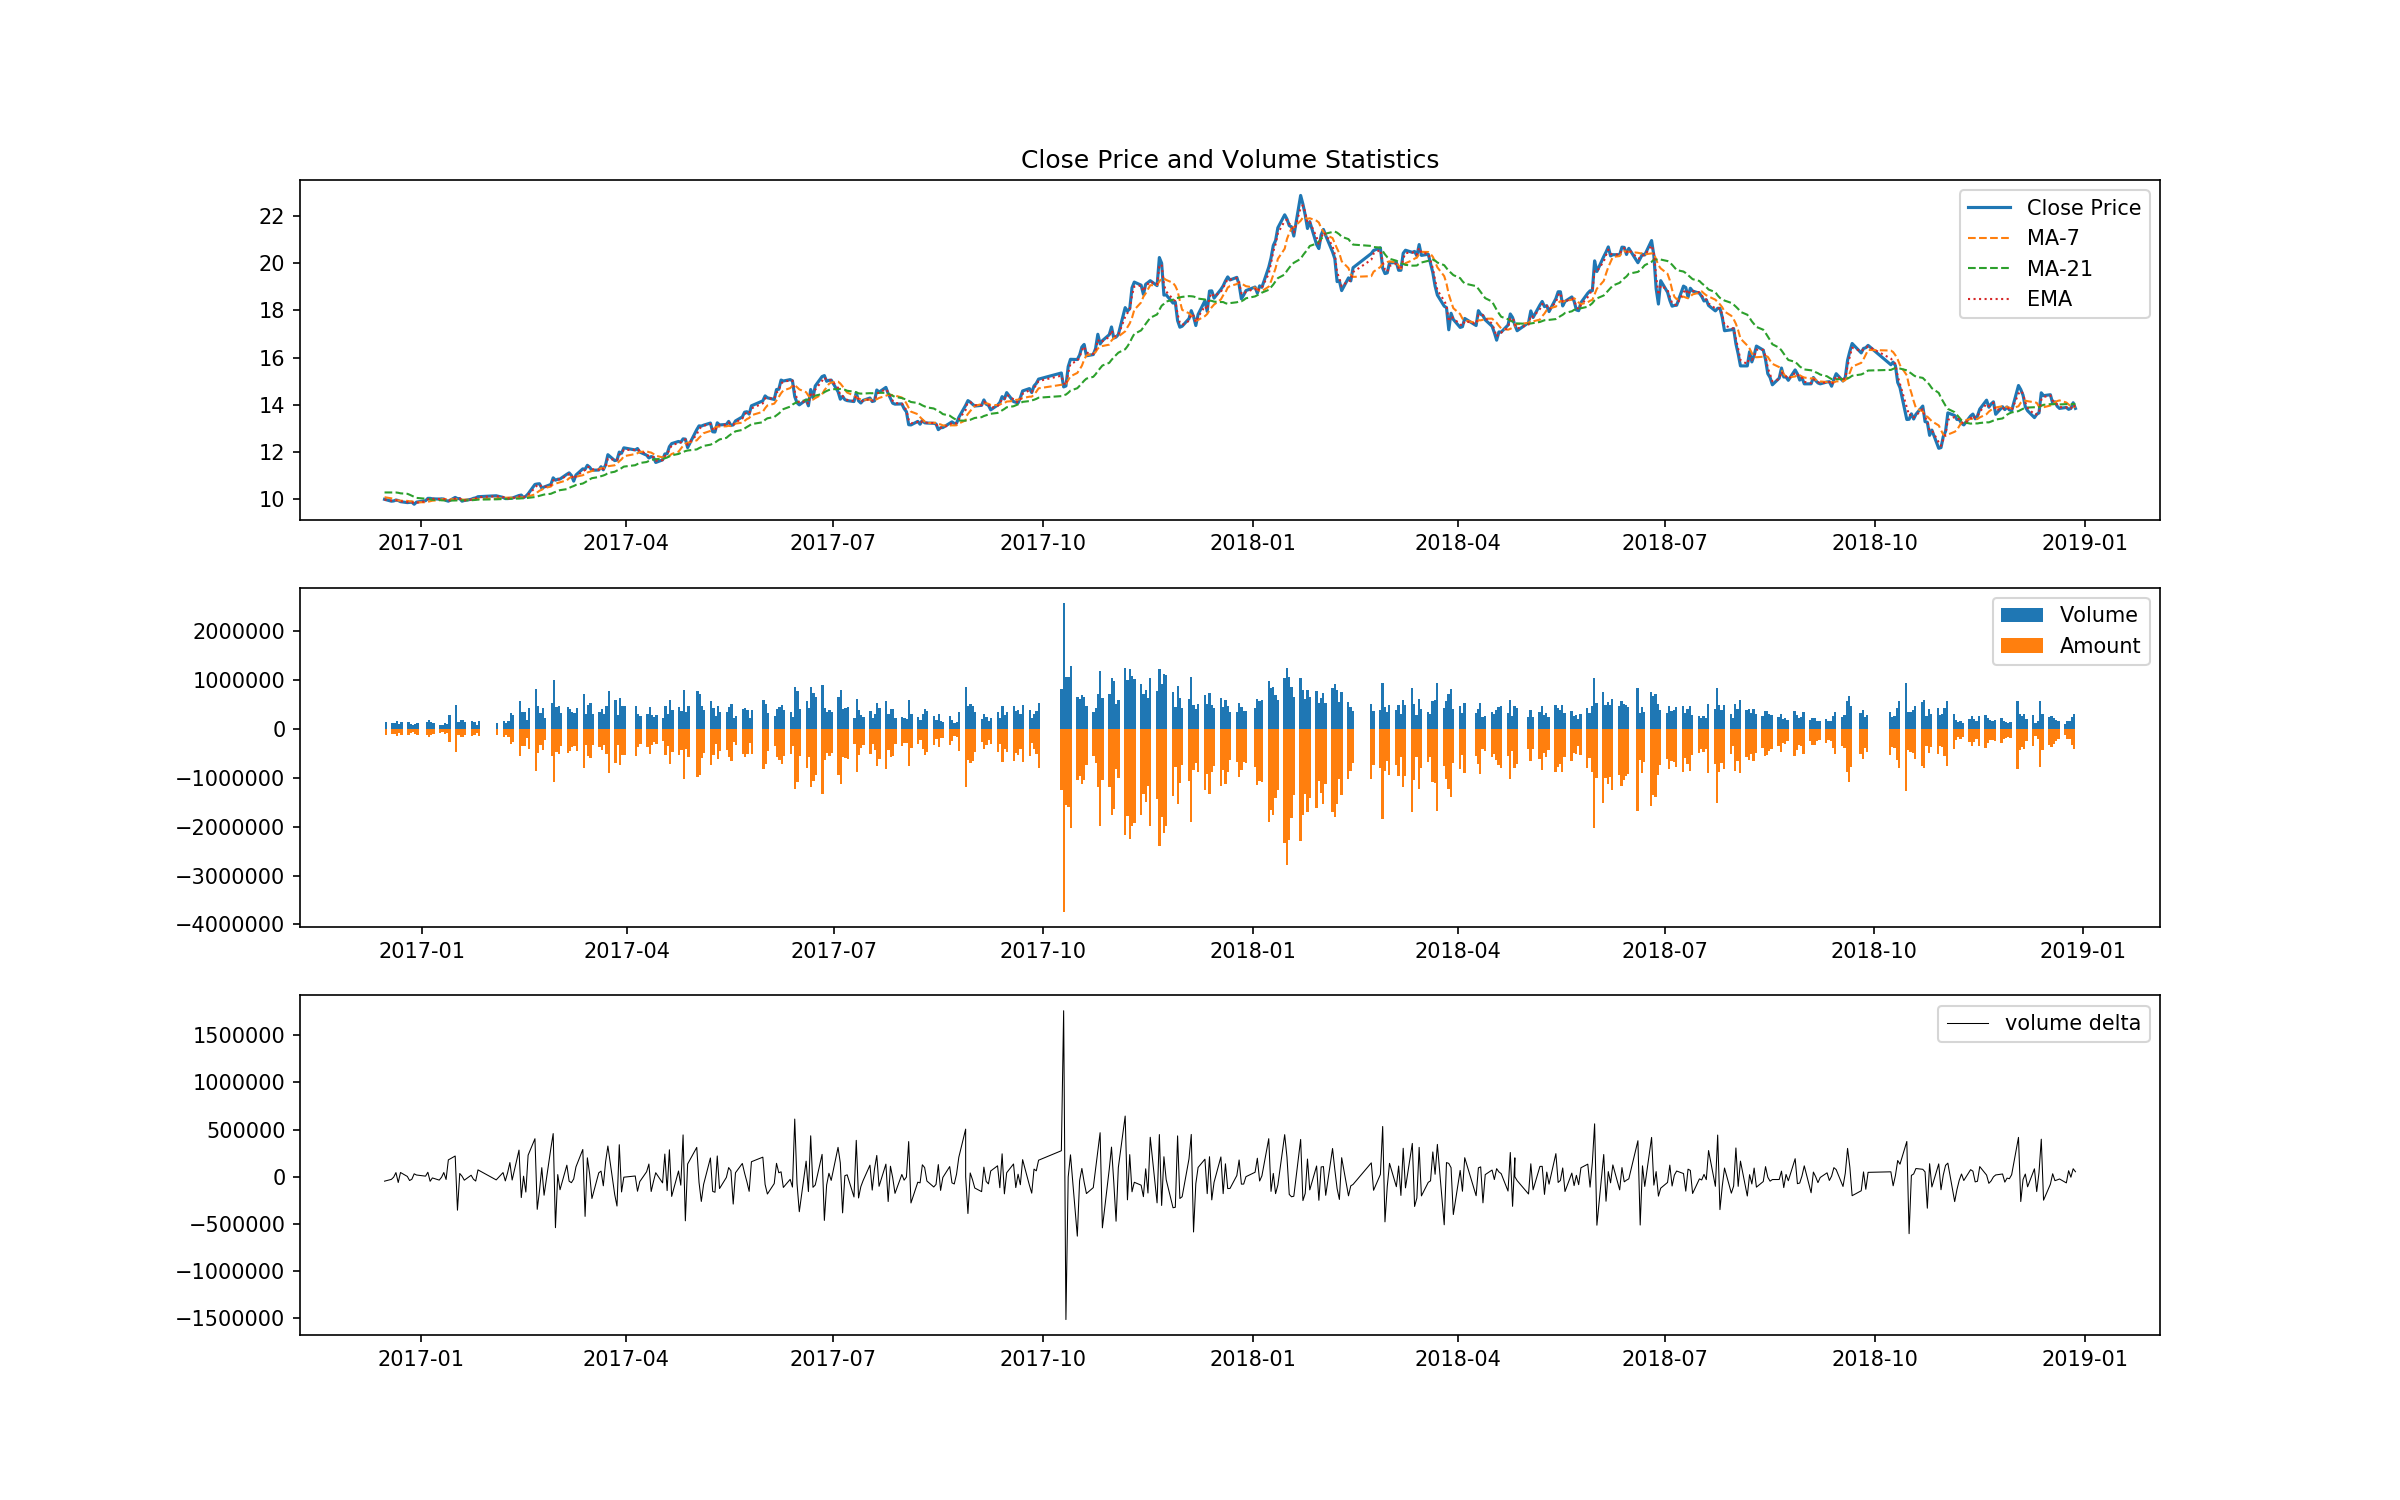 Close Price and Volume Statistics
22
20
18
16
14
12
10
Close Price
MA-7
MA-21
EMA
2017-01 2017-04 2017-07 2017-10 2018-01 2018-04 2018-07 2018-10 2019-01
2000000
1000000
0
−1000000
−2000000
−3000000
−4000000
Volume
Amount
2017-01 2017-04 2017-07 2017-10 2018-01 2018-04 2018-07 2018-10 2019-01
1500000
1000000
500000
0
−500000
−1000000
−1500000
volume delta
2017-01 2017-04 2017-07 2017-10 2018-01 2018-04 2018-07 2018-10 2019-01